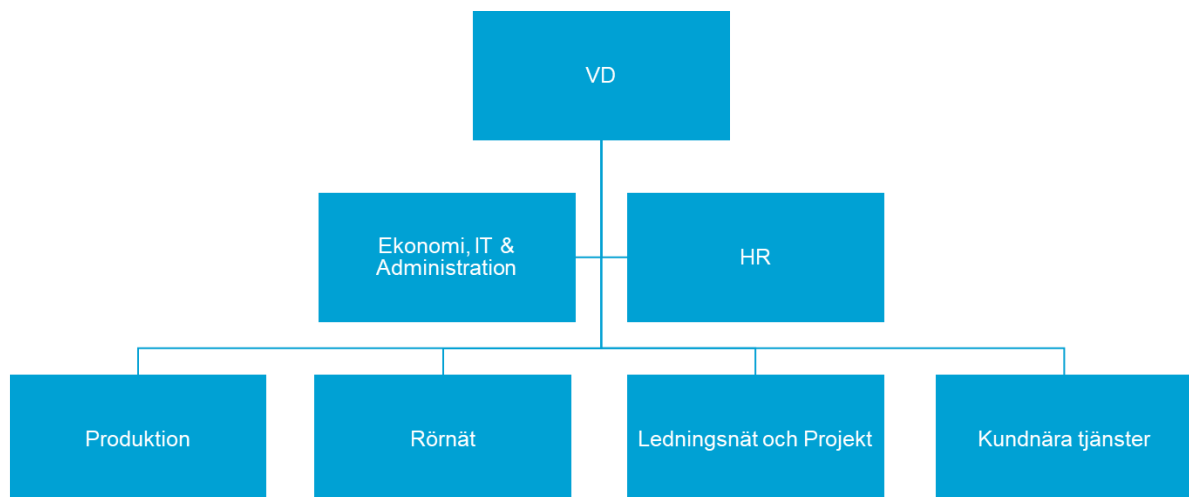 VD
Ekonomi, IT &
Administration
HR
Produktion
Rörnät
Ledningsnät och Projekt
Kundnära tjänster